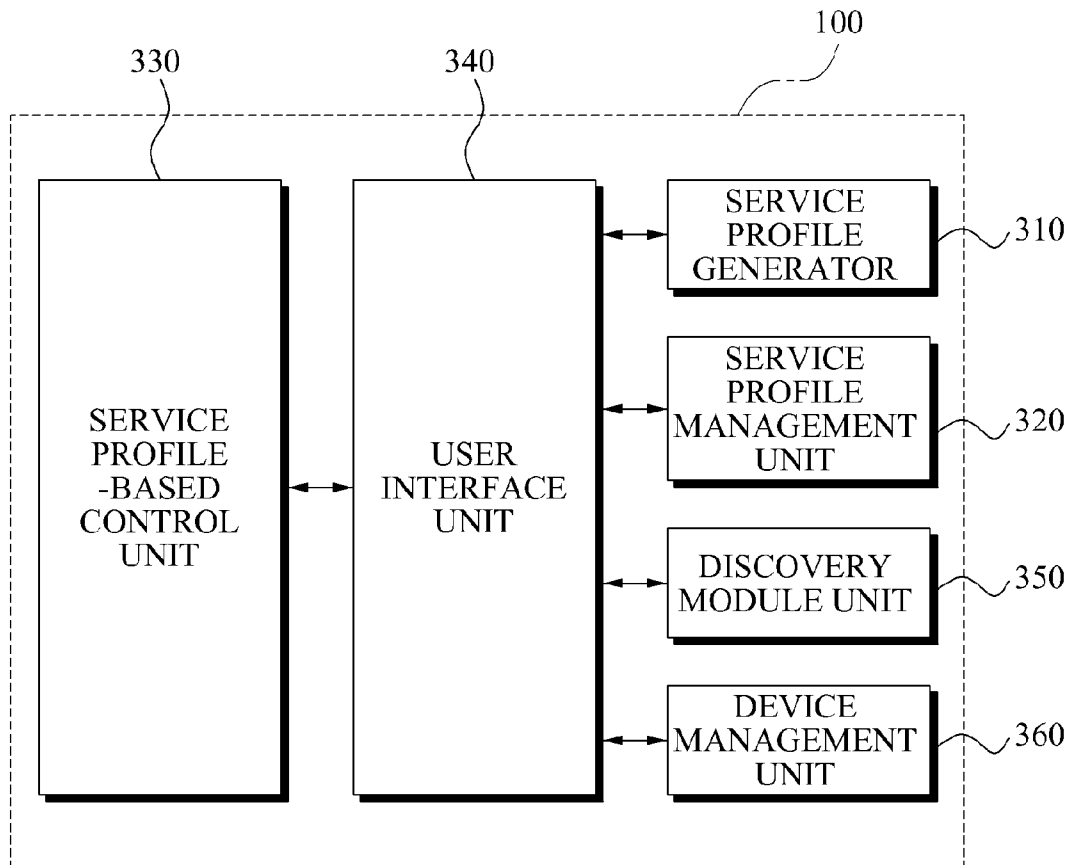 100
330
340
SERVICE
PROFILE
-BASED
CONTROL
UNIT
USER
INTERFACE
UNIT
SERVICE
PROFILE
GENERATOR
310
SERVICE
PROFILE
MANAGEMENT
UNIT
320
DISCOVERY
MODULE UNIT
350
DEVICE
MANAGEMENT
UNIT
360